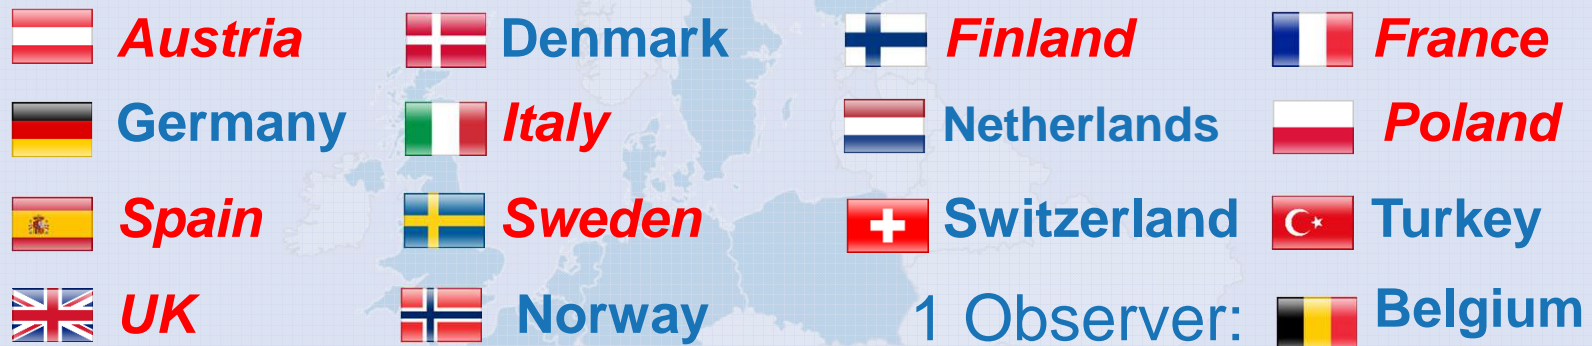 Austria Denmark Finland France
Germany Italy Netherlands Poland
Spain Sweden Switzerland Turkey
UK Norway 1 Observer: Belgium